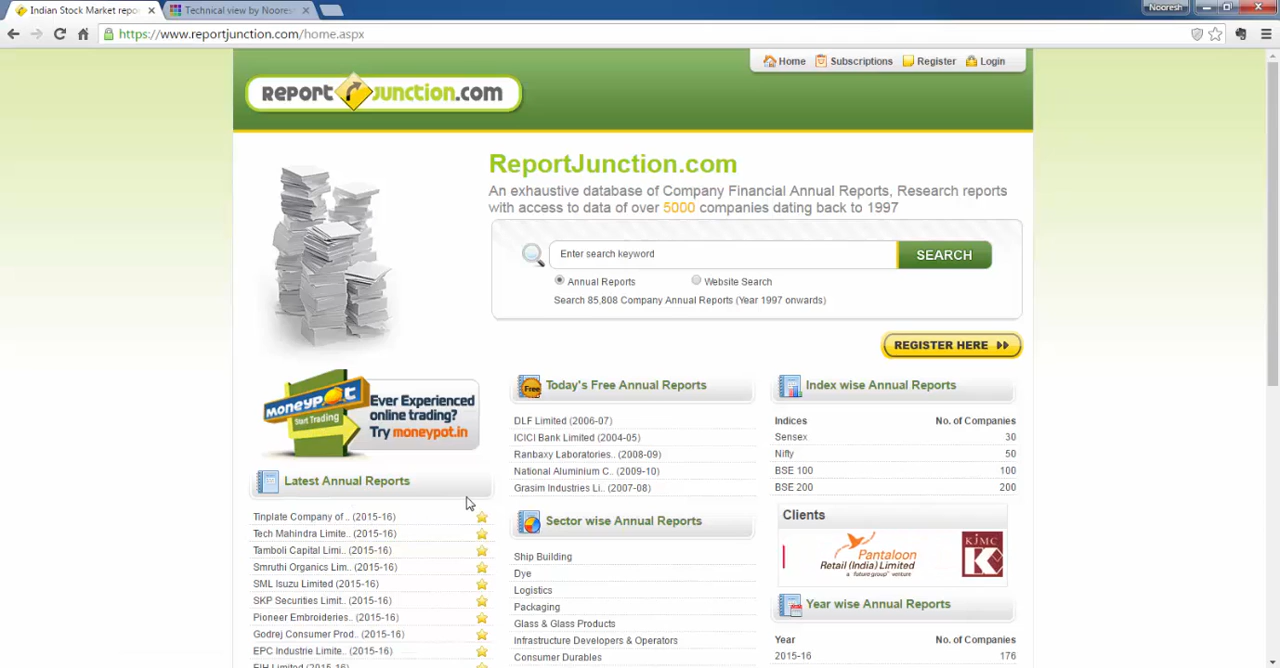 Indian Stock Market repo
Technical view by Noores
Nooresh
https://www.reportjunction.com/home.aspx
Home
Subscriptions
Register
Login
REPORT JUNCTION.COM
ReportJunction.com
An exhaustive database of Company Financial Annual Reports, Research reports
with access to data of over 5000 companies dating back to 1997
Enter search keyword
SEARCH
Annual Reports
Website Search
Search 85,808 Company Annual Reports (Year 1997 onwards)
REGISTER HERE
moneypot
Start Trading
Ever Experienced
online trading?
Try moneypot.in
Latest Annual Reports
Tinplate Company of .. (2015-16)
Tech Mahindra Limite.. (2015-16)
Tamboli Capital Limi.. (2015-16)
Smruthi Organics Lim.. (2015-16)
SML Isuzu Limited (2015-16)
SKP Securities Limit.. (2015-16)
Pioneer Embroideries.. (2015-16)
Godrej Consumer Prod.. (2015-16)
EPC Industrie Limite.. (2015-16)
EIH Limited (2015-16)
Free
Today's Free Annual Reports
DLF Limited (2006-07)
ICICI Bank Limited (2004-05)
Ranbaxy Laboratories.. (2008-09)
National Aluminium C.. (2009-10)
Grasim Industries Li.. (2007-08)
Sector wise Annual Reports
Ship Building
Dye
Logistics
Packaging
Glass & Glass Products
Infrastructure Developers & Operators
Consumer Durables
Index wise Annual Reports
Indices No. of Companies
Sensex 30
Nifty 50
BSE 100 100
BSE 200 200
Clients
Pantaloon
Retail (India) Limited
a future group venture
KJMC
K
Year wise Annual Reports
Year No. of Companies
2015-16 176